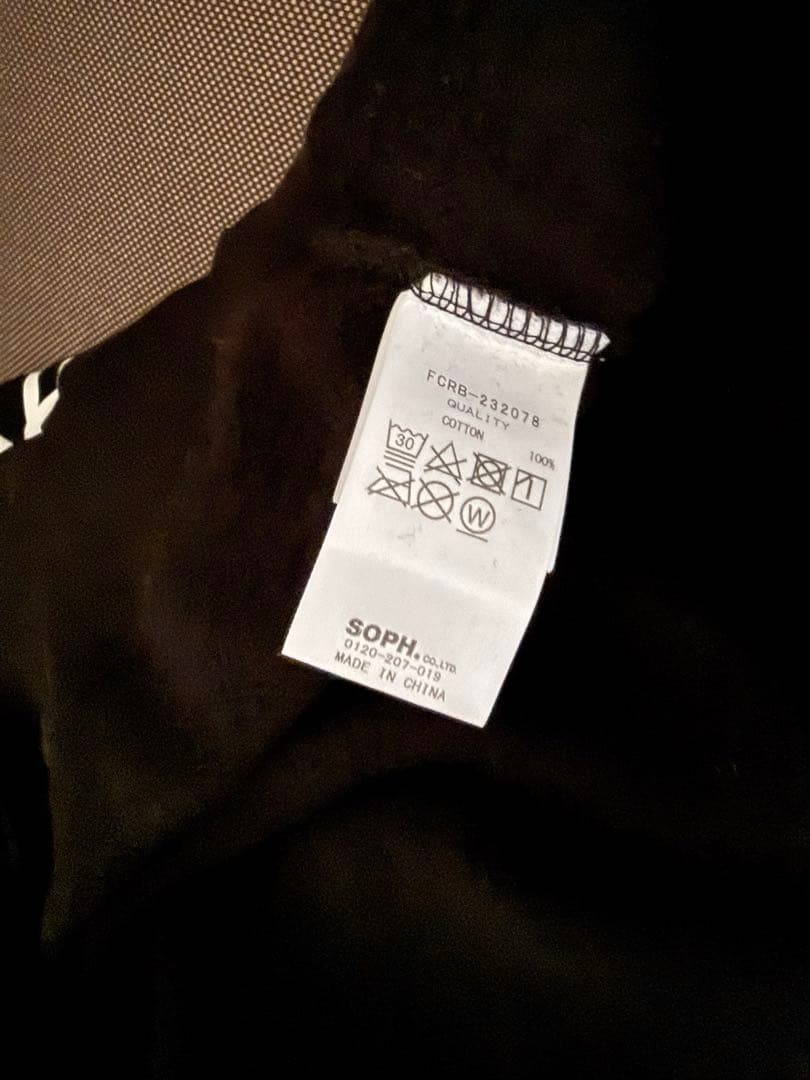 FCRB-232078
QUALITY
COTTON
100%
30
W
SOPH. CO.,LTD.
0120-207-019
MADE IN CHINA